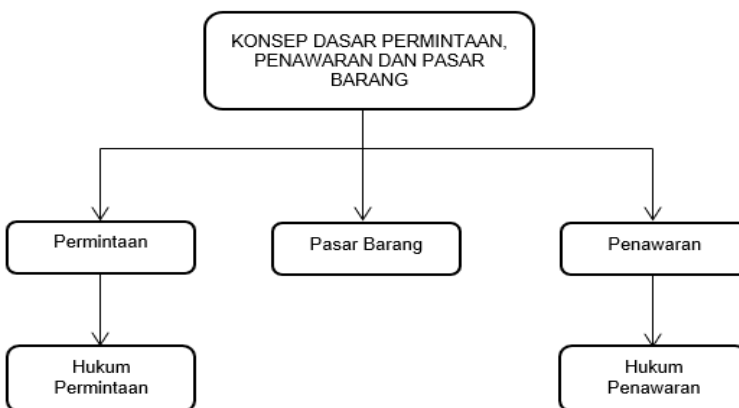 KONSEP DASAR PERMINTAAN,
PENAWARAN DAN PASAR
BARANG
Permintaan
Pasar Barang
Penawaran
Hukum
Permintaan
Hukum
Penawaran